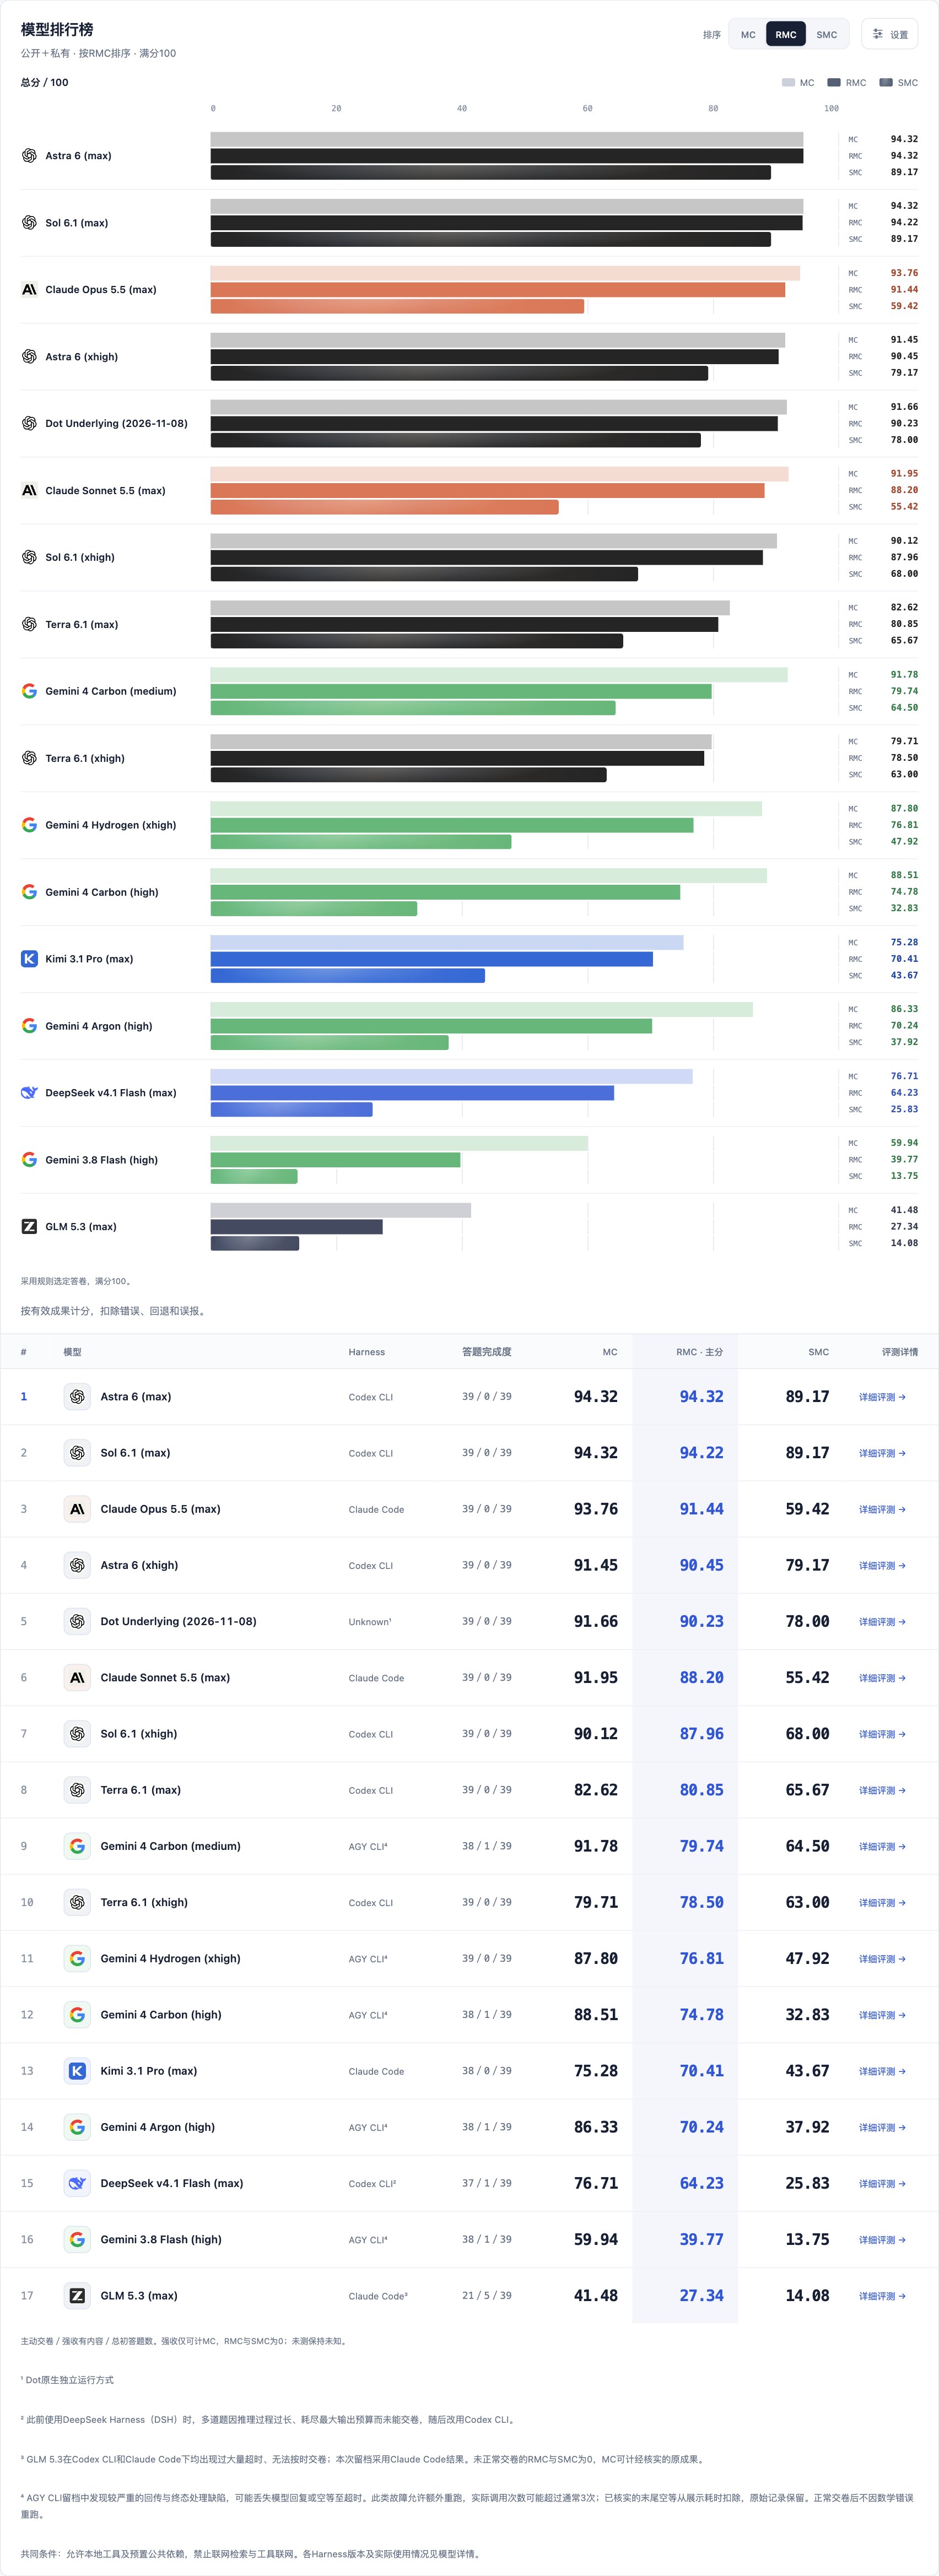 模型排行榜
公开＋私有 · 按RMC排序 · 满分100
排序 MC RMC SMC 设置
总分 / 100
MC RMC SMC
0 20 40 60 80 100
Astra 6 (max)
MC 94.32
RMC 94.32
SMC 89.17
Sol 6.1 (max)
MC 94.32
RMC 94.22
SMC 89.17
Claude Opus 5.5 (max)
MC 93.76
RMC 91.44
SMC 59.42
Astra 6 (xhigh)
MC 91.45
RMC 90.45
SMC 79.17
Dot Underlying (2026-11-08)
MC 91.66
RMC 90.23
SMC 78.00
Claude Sonnet 5.5 (max)
MC 91.95
RMC 88.20
SMC 55.42
Sol 6.1 (xhigh)
MC 90.12
RMC 87.96
SMC 68.00
Terra 6.1 (max)
MC 82.62
RMC 80.85
SMC 65.67
Gemini 4 Carbon (medium)
MC 91.78
RMC 79.74
SMC 64.50
Terra 6.1 (xhigh)
MC 79.71
RMC 78.50
SMC 63.00
Gemini 4 Hydrogen (xhigh)
MC 87.80
RMC 76.81
SMC 47.92
Gemini 4 Carbon (high)
MC 88.51
RMC 74.78
SMC 32.83
Kimi 3.1 Pro (max)
MC 75.28
RMC 70.41
SMC 43.67
Gemini 4 Argon (high)
MC 86.33
RMC 70.24
SMC 37.92
DeepSeek v4.1 Flash (max)
MC 76.71
RMC 64.23
SMC 25.83
Gemini 3.8 Flash (high)
MC 59.94
RMC 39.77
SMC 13.75
GLM 5.3 (max)
MC 41.48
RMC 27.34
SMC 14.08
采用规则选定答卷，满分100。
按有效成果计分，扣除错误、回退和误报。
# 模型 Harness 答题完成度 MC RMC · 主分 SMC 评测详情
1 Astra 6 (max) Codex CLI 39 / 0 / 39 94.32 94.32 89.17 详细评测 →
2 Sol 6.1 (max) Codex CLI 39 / 0 / 39 94.32 94.22 89.17 详细评测 →
3 Claude Opus 5.5 (max) Claude Code 39 / 0 / 39 93.76 91.44 59.42 详细评测 →
4 Astra 6 (xhigh) Codex CLI 39 / 0 / 39 91.45 90.45 79.17 详细评测 →
5 Dot Underlying (2026-11-08) Unknown¹ 39 / 0 / 39 91.66 90.23 78.00 详细评测 →
6 Claude Sonnet 5.5 (max) Claude Code 39 / 0 / 39 91.95 88.20 55.42 详细评测 →
7 Sol 6.1 (xhigh) Codex CLI 39 / 0 / 39 90.12 87.96 68.00 详细评测 →
8 Terra 6.1 (max) Codex CLI 39 / 0 / 39 82.62 80.85 65.67 详细评测 →
9 Gemini 4 Carbon (medium) AGY CLI⁴ 38 / 1 / 39 91.78 79.74 64.50 详细评测 →
10 Terra 6.1 (xhigh) Codex CLI 39 / 0 / 39 79.71 78.50 63.00 详细评测 →
11 Gemini 4 Hydrogen (xhigh) AGY CLI⁴ 39 / 0 / 39 87.80 76.81 47.92 详细评测 →
12 Gemini 4 Carbon (high) AGY CLI⁴ 38 / 1 / 39 88.51 74.78 32.83 详细评测 →
13 Kimi 3.1 Pro (max) Claude Code 38 / 0 / 39 75.28 70.41 43.67 详细评测 →
14 Gemini 4 Argon (high) AGY CLI⁴ 38 / 1 / 39 86.33 70.24 37.92 详细评测 →
15 DeepSeek v4.1 Flash (max) Codex CLI² 37 / 1 / 39 76.71 64.23 25.83 详细评测 →
16 Gemini 3.8 Flash (high) AGY CLI⁴ 38 / 1 / 39 59.94 39.77 13.75 详细评测 →
17 GLM 5.3 (max) Claude Code³ 21 / 5 / 39 41.48 27.34 14.08 详细评测 →
主动交卷 / 强收有内容 / 总初答题数。强收仅可计MC，RMC与SMC为0；未测保持未知。
¹ Dot原生独立运行方式
² 此前使用DeepSeek Harness（DSH）时，多道题因推理过程过长、耗尽最大输出预算而未能交卷，随后改用Codex CLI。
³ GLM 5.3在Codex CLI和Claude Code下均出现过大量超时、无法按时交卷；本次留档采用Claude Code结果。未正常交卷的RMC与SMC为0，MC可计经核实的原成果。
⁴ AGY CLI留档中发现较严重的回传与终态处理缺陷，可能丢失模型回复或空等至超时。此类故障允许额外重跑，实际调用次数可能超过通常3次；已核实的末尾空等从展示耗时扣除，原始记录保留。正常交卷后不因数学错误
重跑。
共同条件：允许本地工具及预置公共依赖，禁止联网检索与工具联网。各Harness版本及实际使用情况见模型详情。